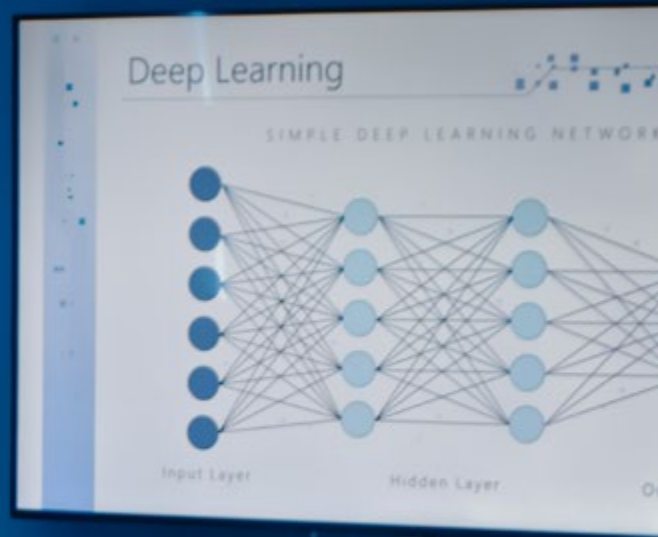 Deep Learning
SIMPLE DEEP LEARNING NETWORK
Input Layer
Hidden Layer